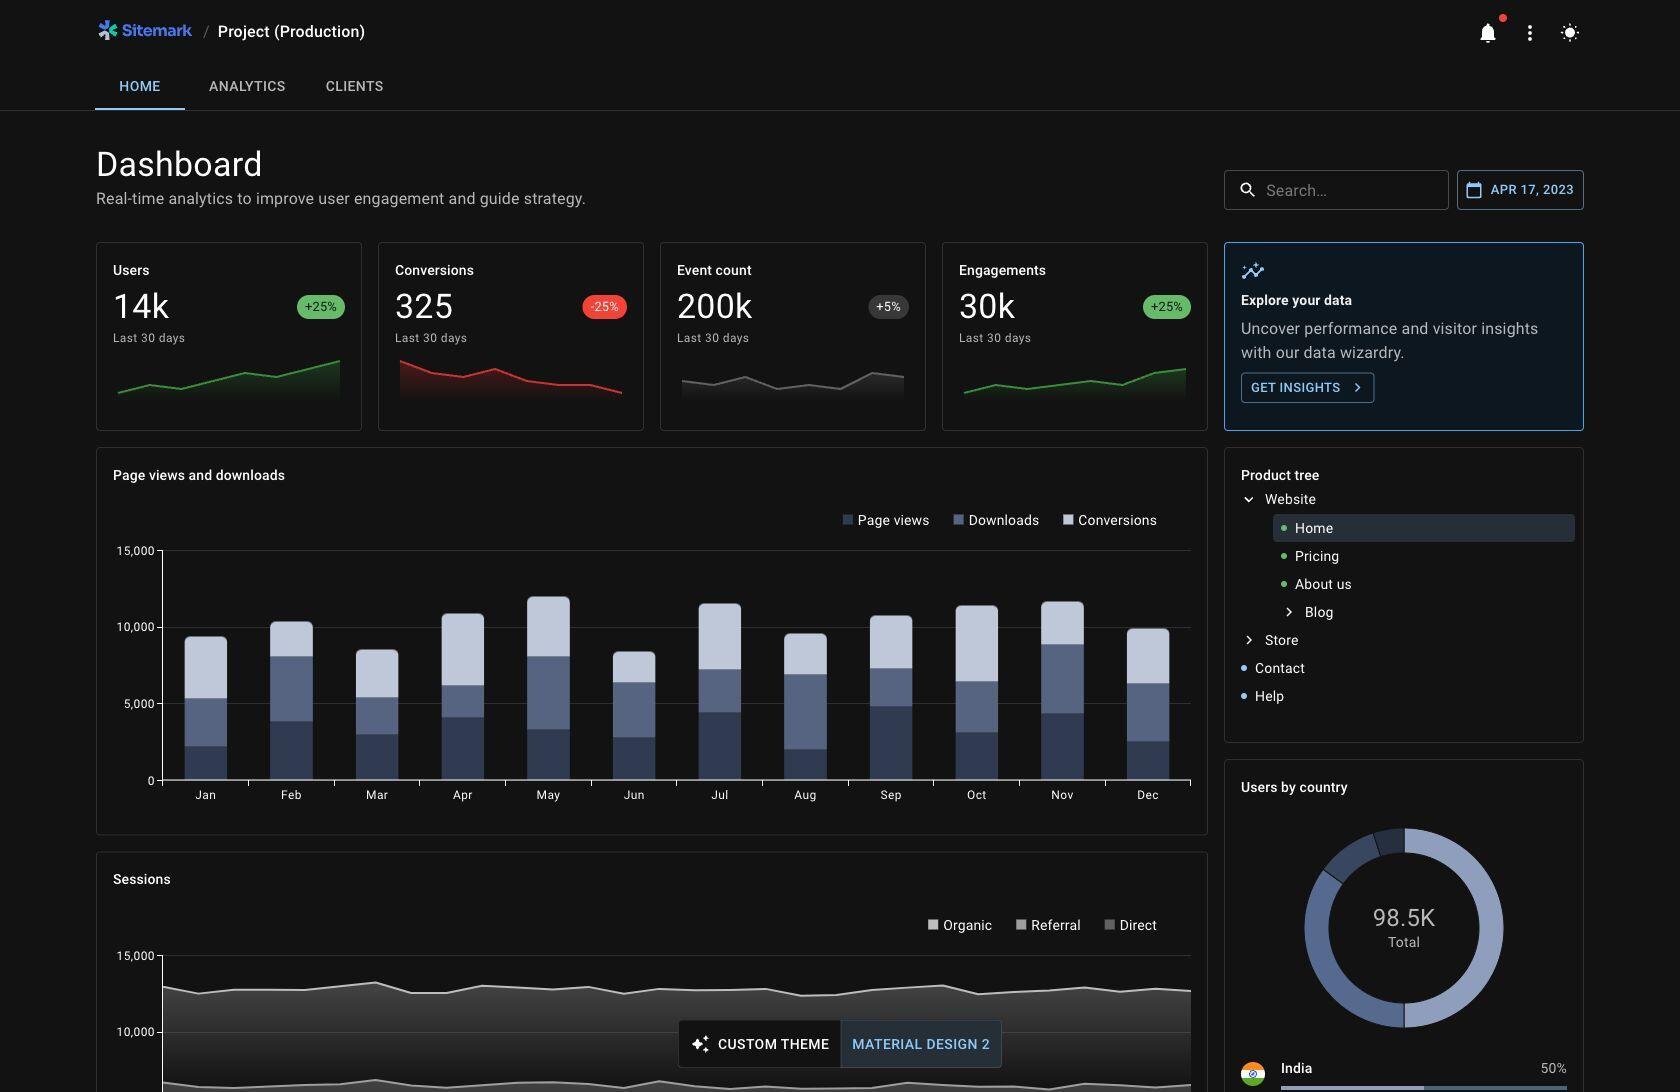 Sitemark / Project (Production)
HOME ANALYTICS CLIENTS
Dashboard
Real-time analytics to improve user engagement and guide strategy.
Search...
APR 17, 2023
Users
14k
+25%
Last 30 days
Conversions
325
-25%
Last 30 days
Event count
200k
+5%
Last 30 days
Engagements
30k
+25%
Last 30 days
Explore your data
Uncover performance and visitor insights
with our data wizardry.
GET INSIGHTS
Page views and downloads
Page views Downloads Conversions
15,000
10,000
5,000
0
Jan Feb Mar Apr May Jun Jul Aug Sep Oct Nov Dec
Product tree
Website
Home
Pricing
About us
Blog
Store
Contact
Help
Sessions
Organic Referral Direct
15,000
10,000
CUSTOM THEME MATERIAL DESIGN 2
Users by country
98.5K
Total
India 50%